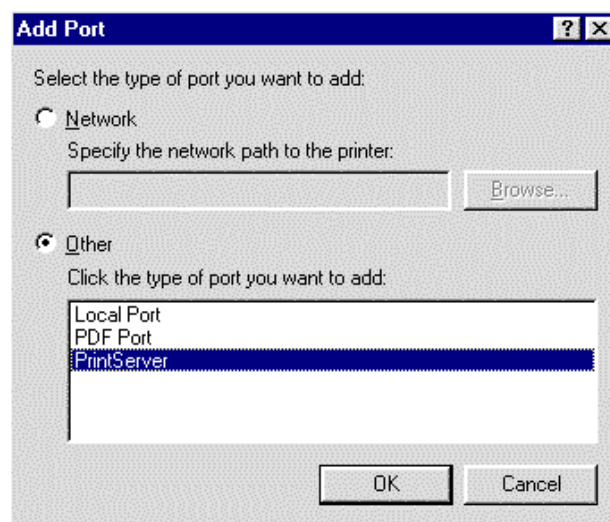 Add Port
Select the type of port you want to add:
Network
Specify the network path to the printer:
Browse...
Other
Click the type of port you want to add:
Local Port
PDF Port
PrintServer
OK Cancel